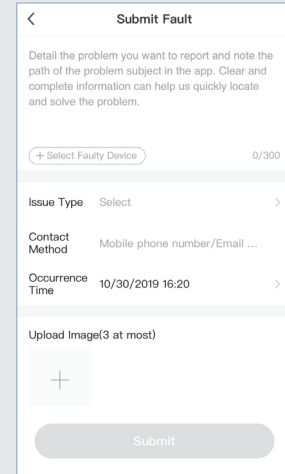 Submit Fault
Detail the problem you want to report and note the
path of the problem subject in the app. Clear and
complete information can help us quickly locate
and solve the problem.
+ Select Faulty Device 0/300
Issue Type Select
Contact
Method Mobile phone number/Email ...
Occurrence
Time 10/30/2019 16:20
Upload Image(3 at most)
Submit